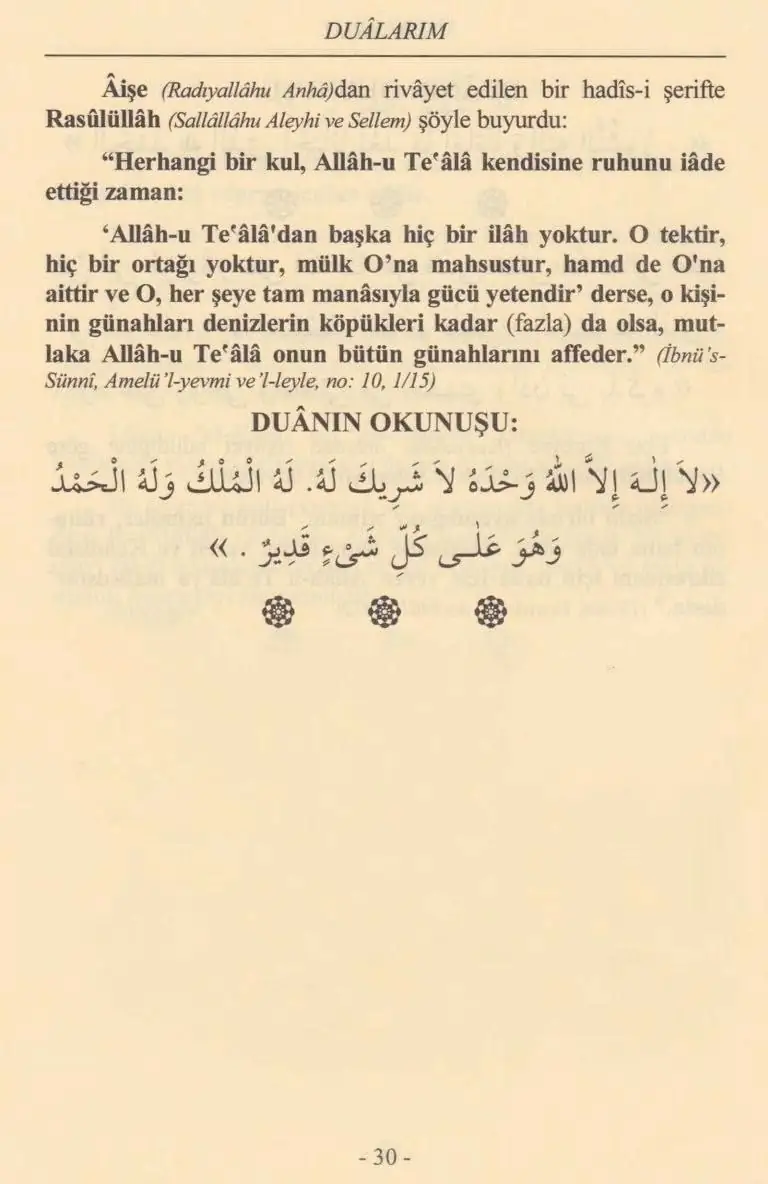 DUÂLARIM
Âişe (Radıyallâhu Anhâ)dan rivâyet edilen bir hadîs-i şerifte
Rasûlüllâh (Sallâllâhu Aleyhi ve Sellem) şöyle buyurdu:
“Herhangi bir kul, Allâh-u Te‛âlâ kendisine ruhunu iâde
ettiği zaman:
‘Allâh-u Te‛âlâ'dan başka hiç bir ilâh yoktur. O tektir,
hiç bir ortağı yoktur, mülk O’na mahsustur, hamd de O'na
aittir ve O, her şeye tam manâsıyla gücü yetendir’ derse, o kişi-
nin günahları denizlerin köpükleri kadar (fazla) da olsa, mut-
laka Allâh-u Te‛âlâ onun bütün günahlarını affeder.” (İbnü’s-
Sünnî, Amelü’l-yevmi ve’l-leyle, no: 10, 1/15)
DUÂNIN OKUNUŞU:
«لاَ إِلٰـهَ إِلاَّ اللهُ وَحْدَهُ لاَ شَرِيكَ لَهُ. لَهُ الْمُلْكُ وَلَهُ الْحَمْدُ
وَهُوَ عَلٰـى كُلِّ شَيْءٍ قَدِيرٌ . »
- 30 -